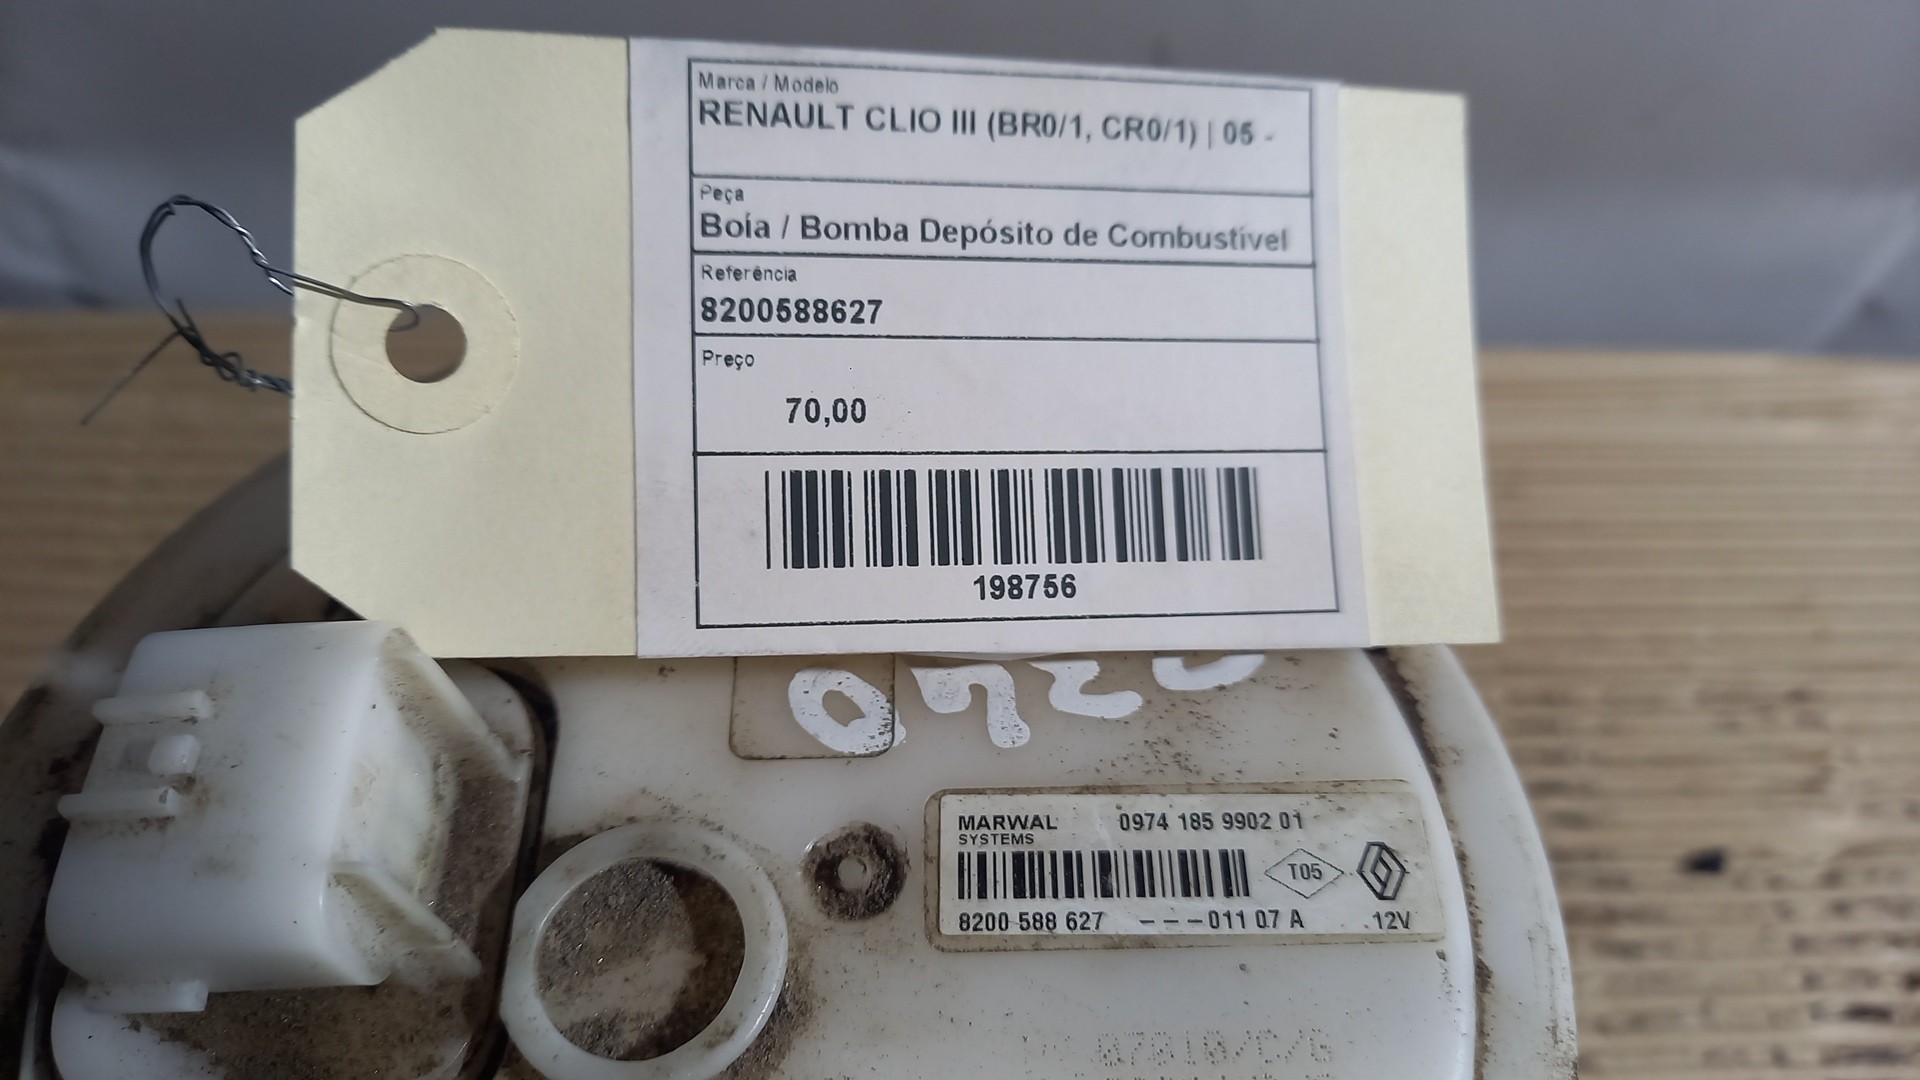 Marca / Modelo
RENAULT CLIO III (BR0/1, CR0/1) | 05 -
Peça
Boía / Bomba Depósito de Combustível
Referência
8200588627
Preço
70,00
198756
MARWAL 0974 185 9902 01
SYSTEMS
T05
8200 588 627 - - - 011 07 A 12V